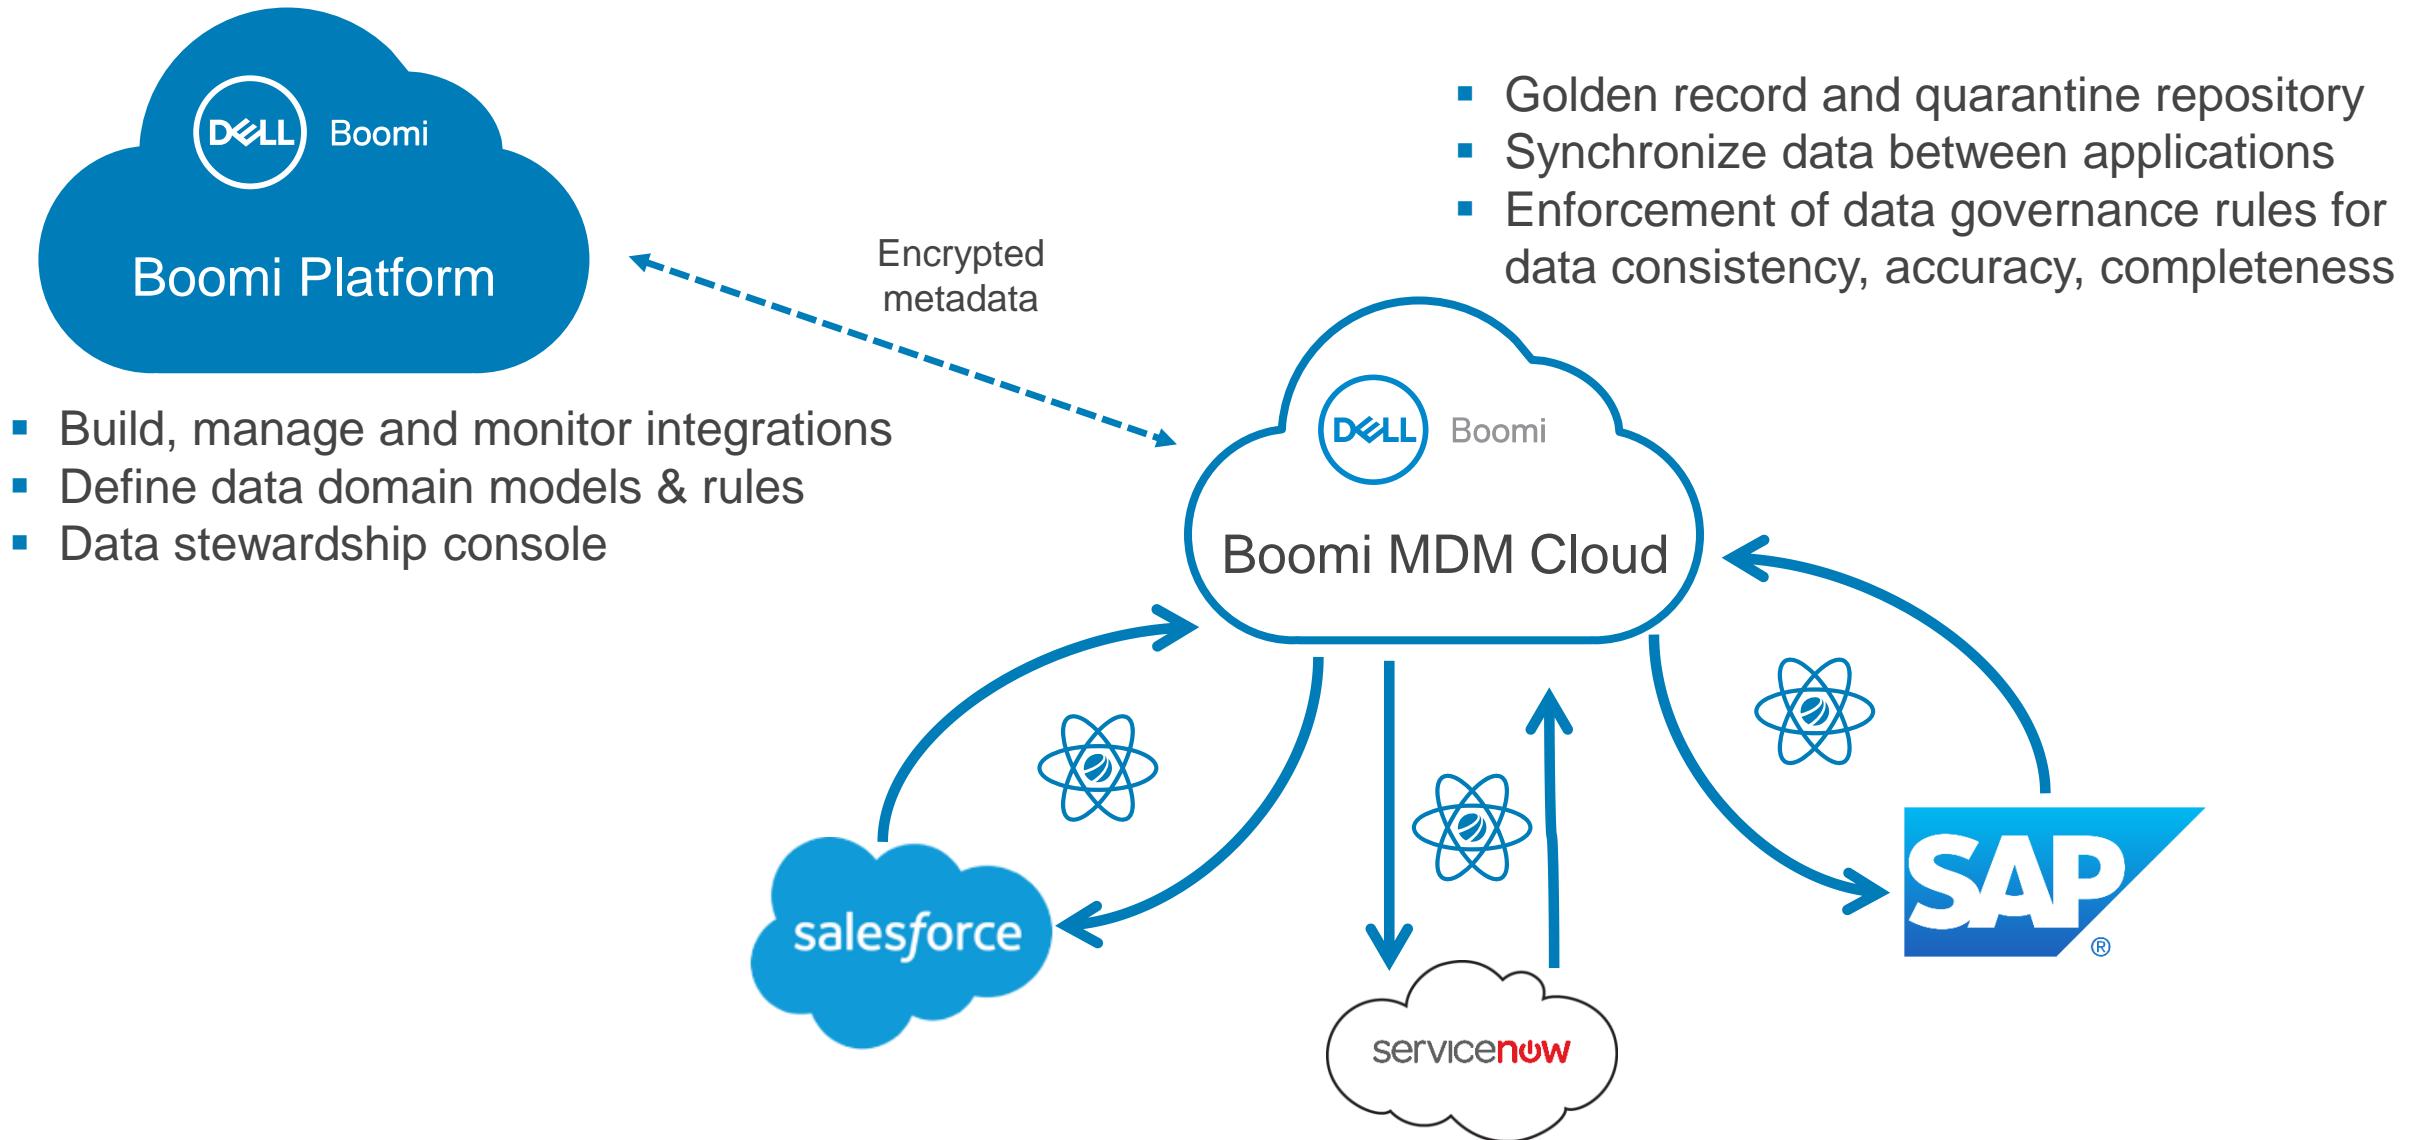 DELL Boomi
Boomi Platform
Build, manage and monitor integrations
Define data domain models & rules
Data stewardship console
Encrypted
metadata
Golden record and quarantine repository
Synchronize data between applications
Enforcement of data governance rules for
data consistency, accuracy, completeness
DELL Boomi
Boomi MDM Cloud
salesforce
servicenow
SAP
®